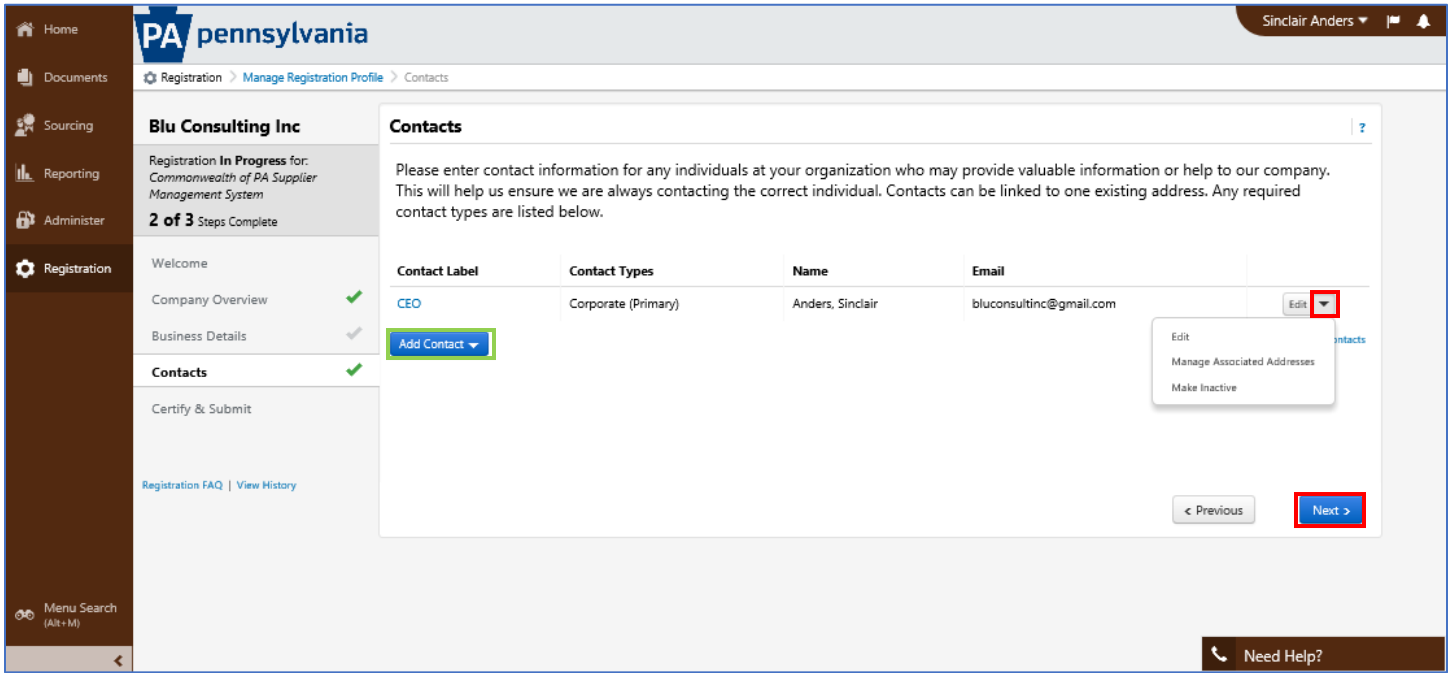 Home
Documents
Sourcing
Reporting
Administer
Registration
Menu Search
(Alt+M)
PA pennsylvania
Sinclair Anders
Registration > Manage Registration Profile > Contacts
Blu Consulting Inc
Registration In Progress for:
Commonwealth of PA Supplier
Management System
2 of 3 Steps Complete
Welcome
Company Overview
Business Details
Contacts
Certify & Submit
Registration FAQ | View History
Contacts
?
Please enter contact information for any individuals at your organization who may provide valuable information or help to our company.
This will help us ensure we are always contacting the correct individual. Contacts can be linked to one existing address. Any required
contact types are listed below.
Contact Label Contact Types Name Email
CEO Corporate (Primary) Anders, Sinclair bluconsultinc@gmail.com Edit
Add Contact
Edit
Manage Associated Addresses
Make Inactive
< Previous
Next >
Need Help?